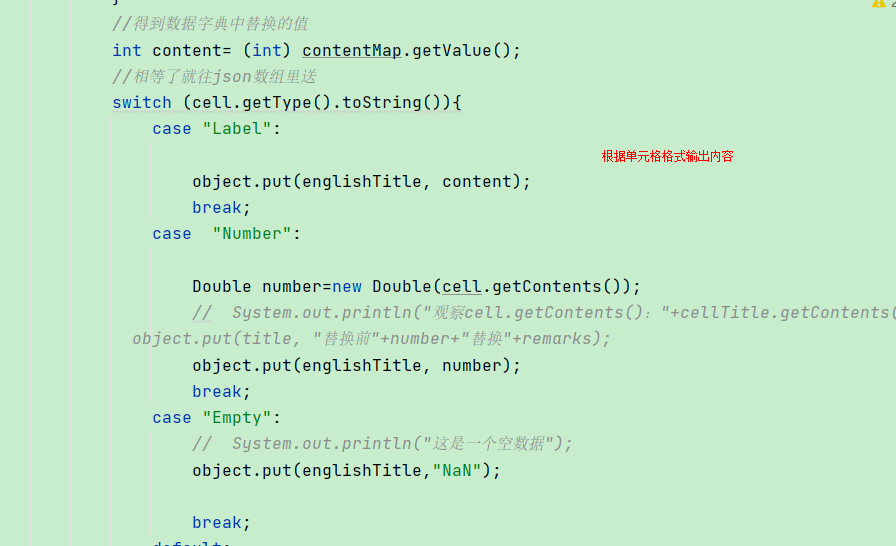 }
//得到数据字典中替换的值
int content= (int) contentMap.getValue();
//相等了就往json数组里送
switch (cell.getType().toString()){
case "Label":
根据单元格格式输出内容
object.put(englishTitle, content);
break;
case  "Number":
Double number=new Double(cell.getContents());
//  System.out.println("观察cell.getContents()："+cellTitle.getContents(
object.put(title, "替换前"+number+"替换"+remarks);
object.put(englishTitle, number);
break;
case "Empty":
//  System.out.println("这是一个空数据");
object.put(englishTitle,"NaN");
break;
default: